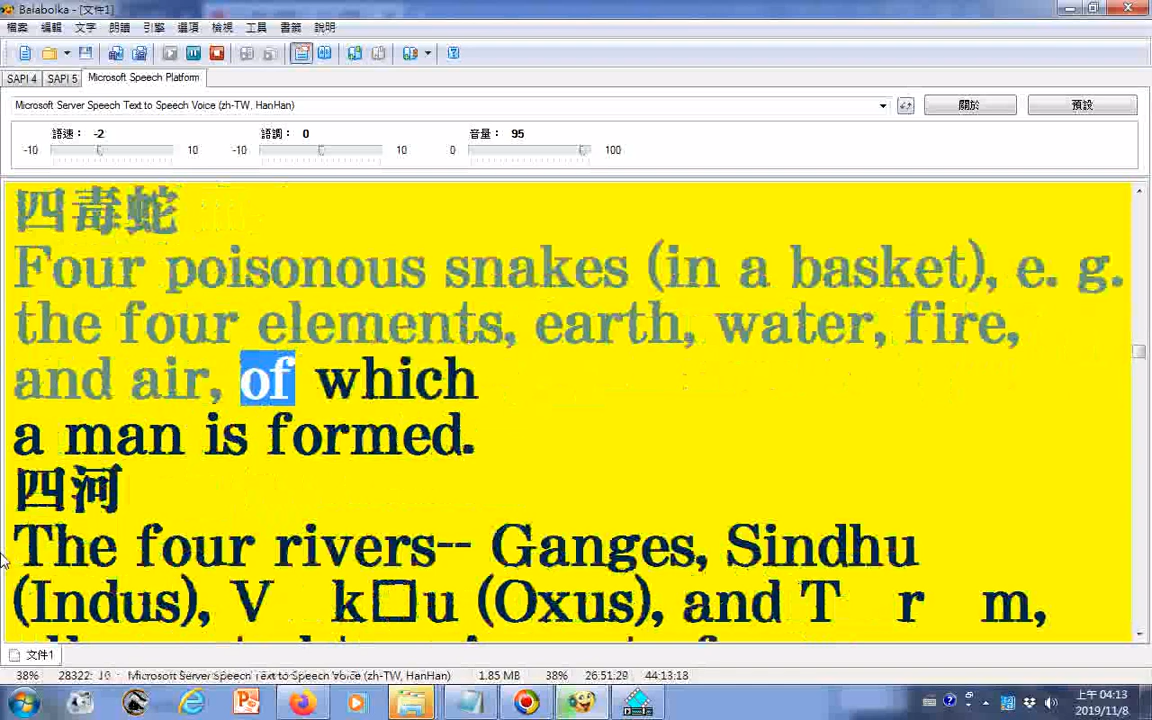 Balabolka - [文件1]
檔案 編輯 文字 朗讀 引擎 選項 檢視 工具 書籤 說明
SAPI 4 SAPI 5 Microsoft Speech Platform
Microsoft Server Speech Text to Speech Voice (zh-TW, HanHan) 關於 預設
語速： -2 語調： 0 音量： 95
-10 10 -10 10 0 100
四毒蛇
Four poisonous snakes (in a basket), e. g.
the four elements, earth, water, fire,
and air, of which
a man is formed.
四河
The four rivers-- Ganges, Sindhu
(Indus), V k□u (Oxus), and T r m,
文件1
38% 28322: Microsoft Server Speech Text to Speech Voice (zh-TW, HanHan) 1.85 MB 38% 26:51:29 44:13:18
上午 04:13
2019/11/8